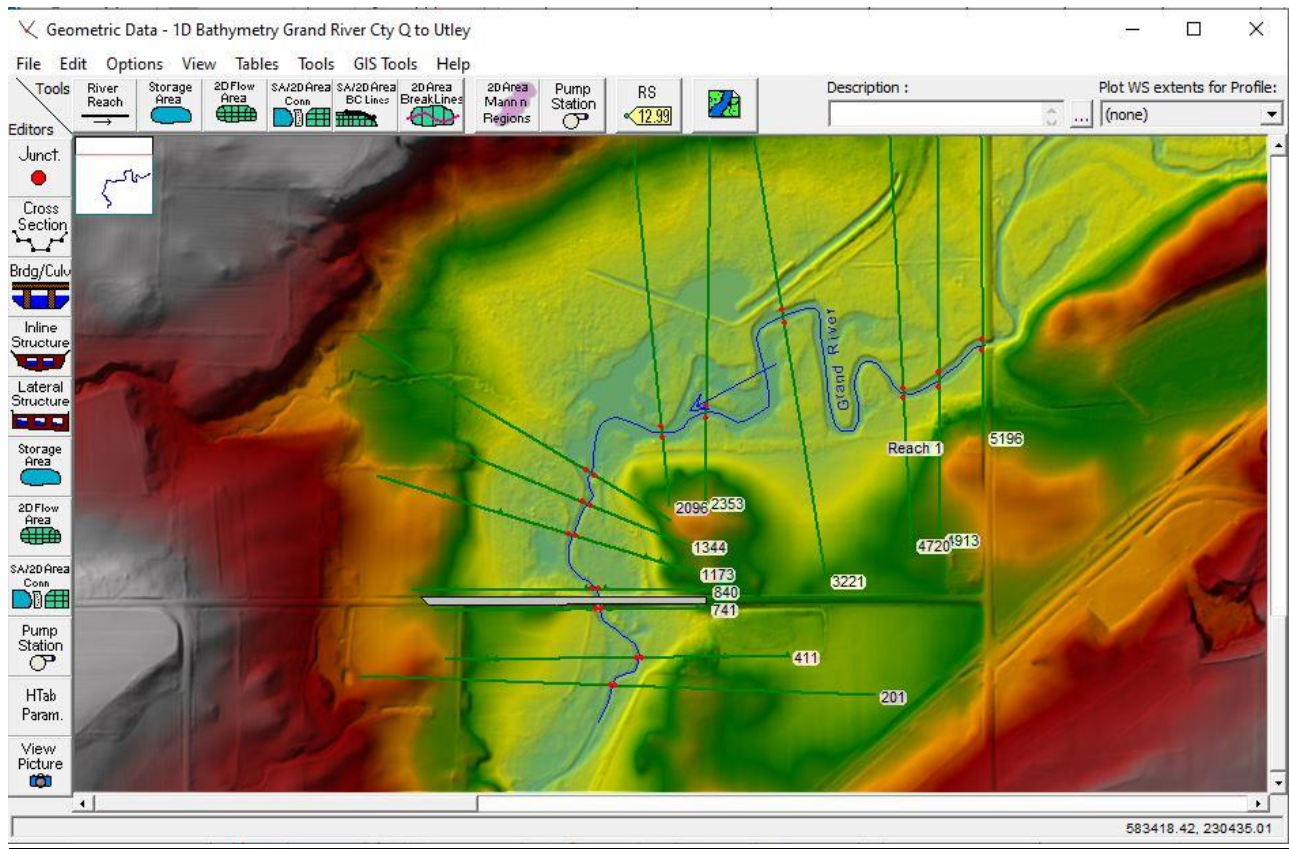 Geometric Data - 1D Bathymetry Grand River Cty Q to Utley
File Edit Options View Tables Tools GIS Tools Help
Tools
Editors
River
Reach
Storage
Area
2D Flow
Area
SA/2D Area
Conn
SA/2D Area
BC Lines
2D Area
BreakLines
2D Area
Mann n
Regions
Pump
Station
RS
12.99
Description :
...
Plot WS extents for Profile:
(none)
Junct.
Cross
Section
Brdg/Culv
Inline
Structure
Lateral
Structure
Storage
Area
2D Flow
Area
SA/2D Area
Conn
Pump
Station
HTab
Param.
View
Picture
Grand River
Reach 1
5196
2096
2353
4720
4913
1344
1173
3221
840
741
411
201
583418.42, 230435.01